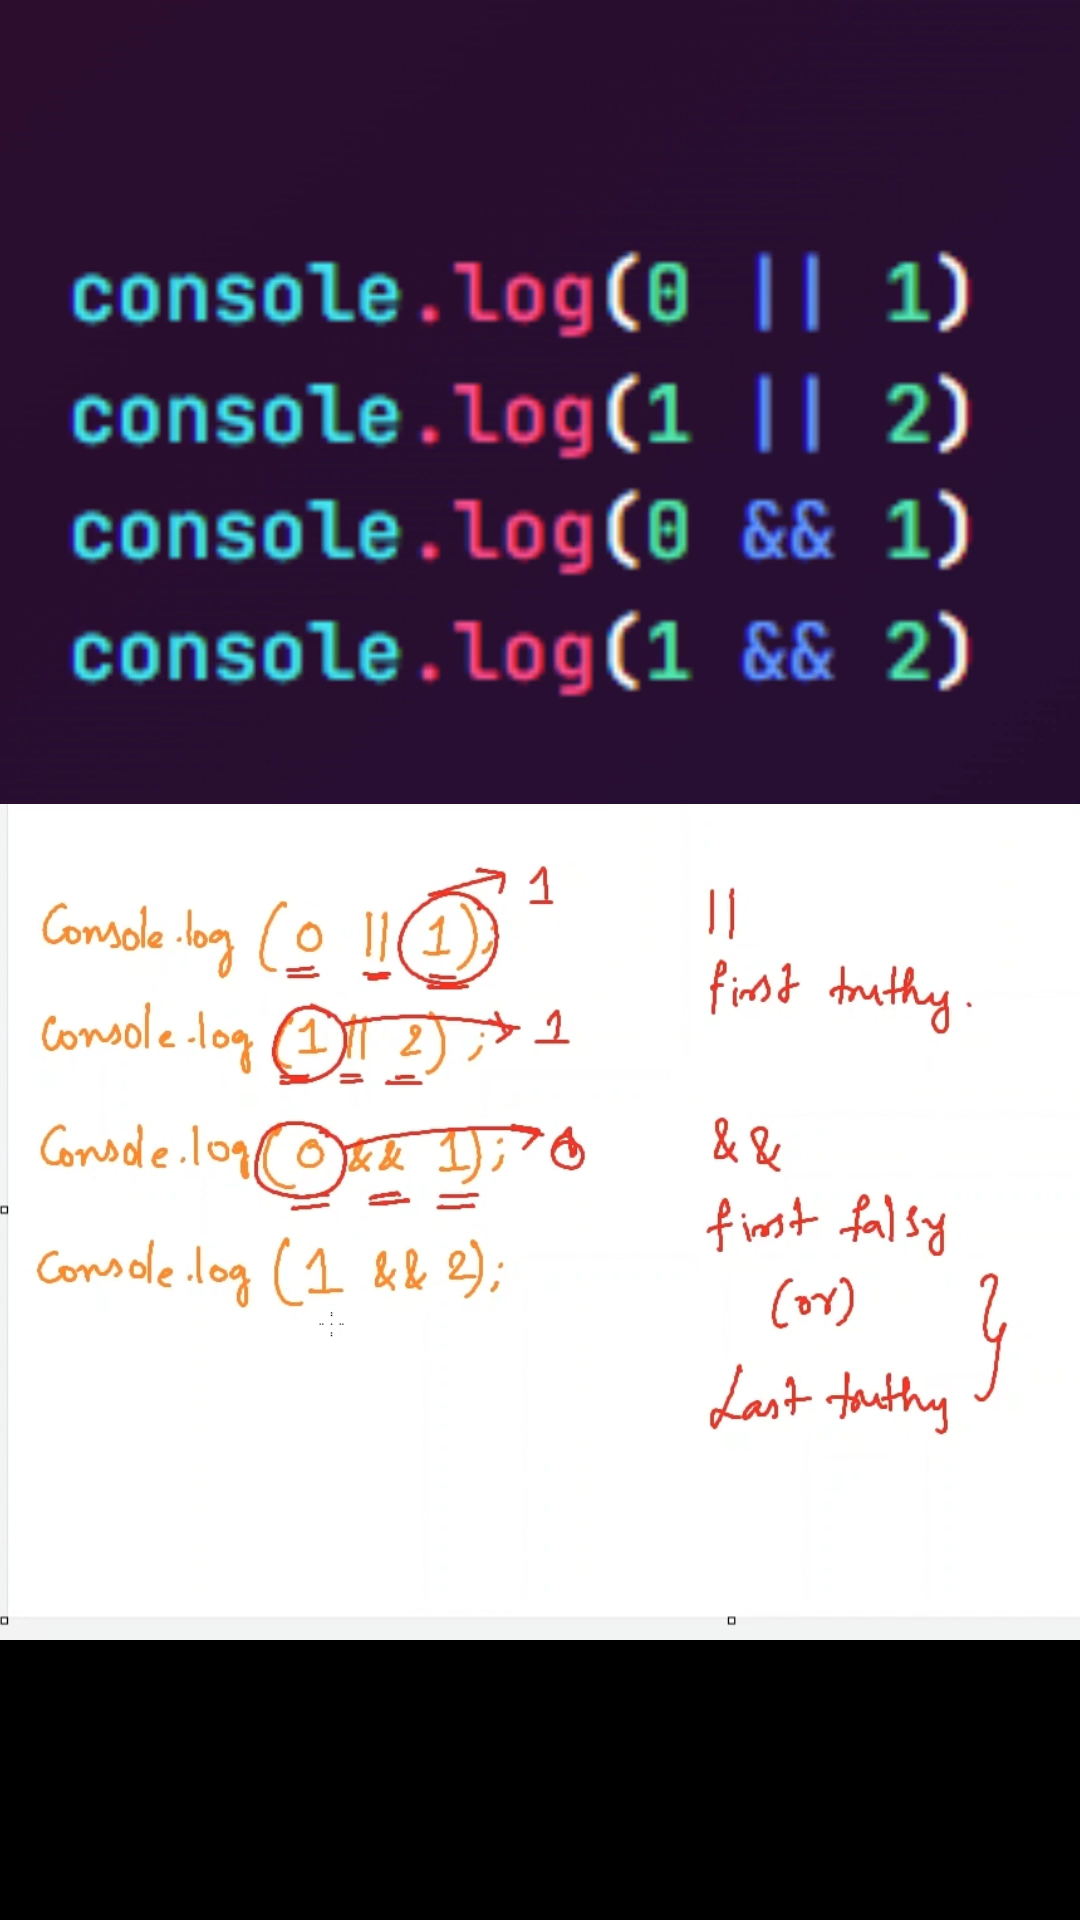 console.log(0 || 1)
console.log(1 || 2)
console.log(0 && 1)
console.log(1 && 2)
Console.log (0 || 1); 1
Console.log (1 || 2); 1
Console.log (0 && 1); 0
Console.log (1 && 2);
||
first truthy.
&&
first falsy
(or)
Last truthy